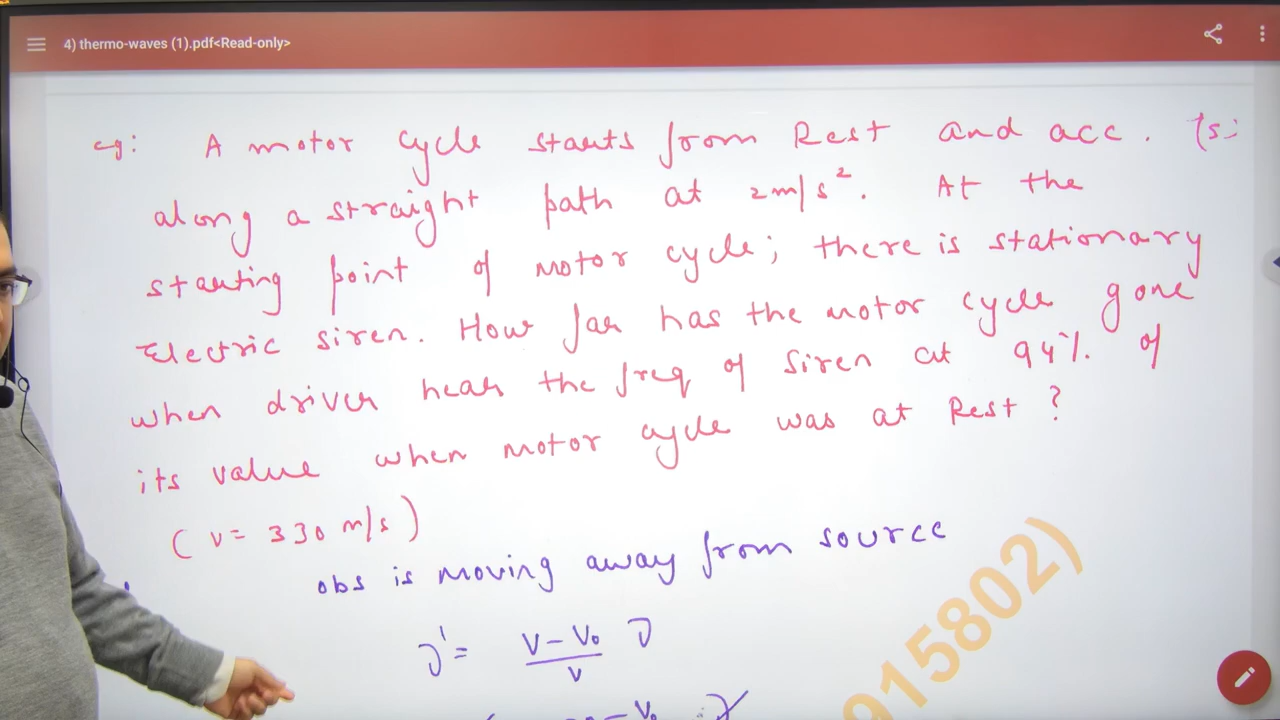 4) thermo-waves (1).pdf<Read-only>
eg: A motor cycle starts from Rest and acc.
along a straight path at 2m/s². At the
starting point of motor cycle; there is stationary
Electric siren. How far has the motor cycle gone
when driver hears the freq of siren at 94% of
its value when motor cycle was at Rest ?
( v = 330 m/s )
obs is moving away from source
ν' = v - v₀ / v ν
- v₀
915802)